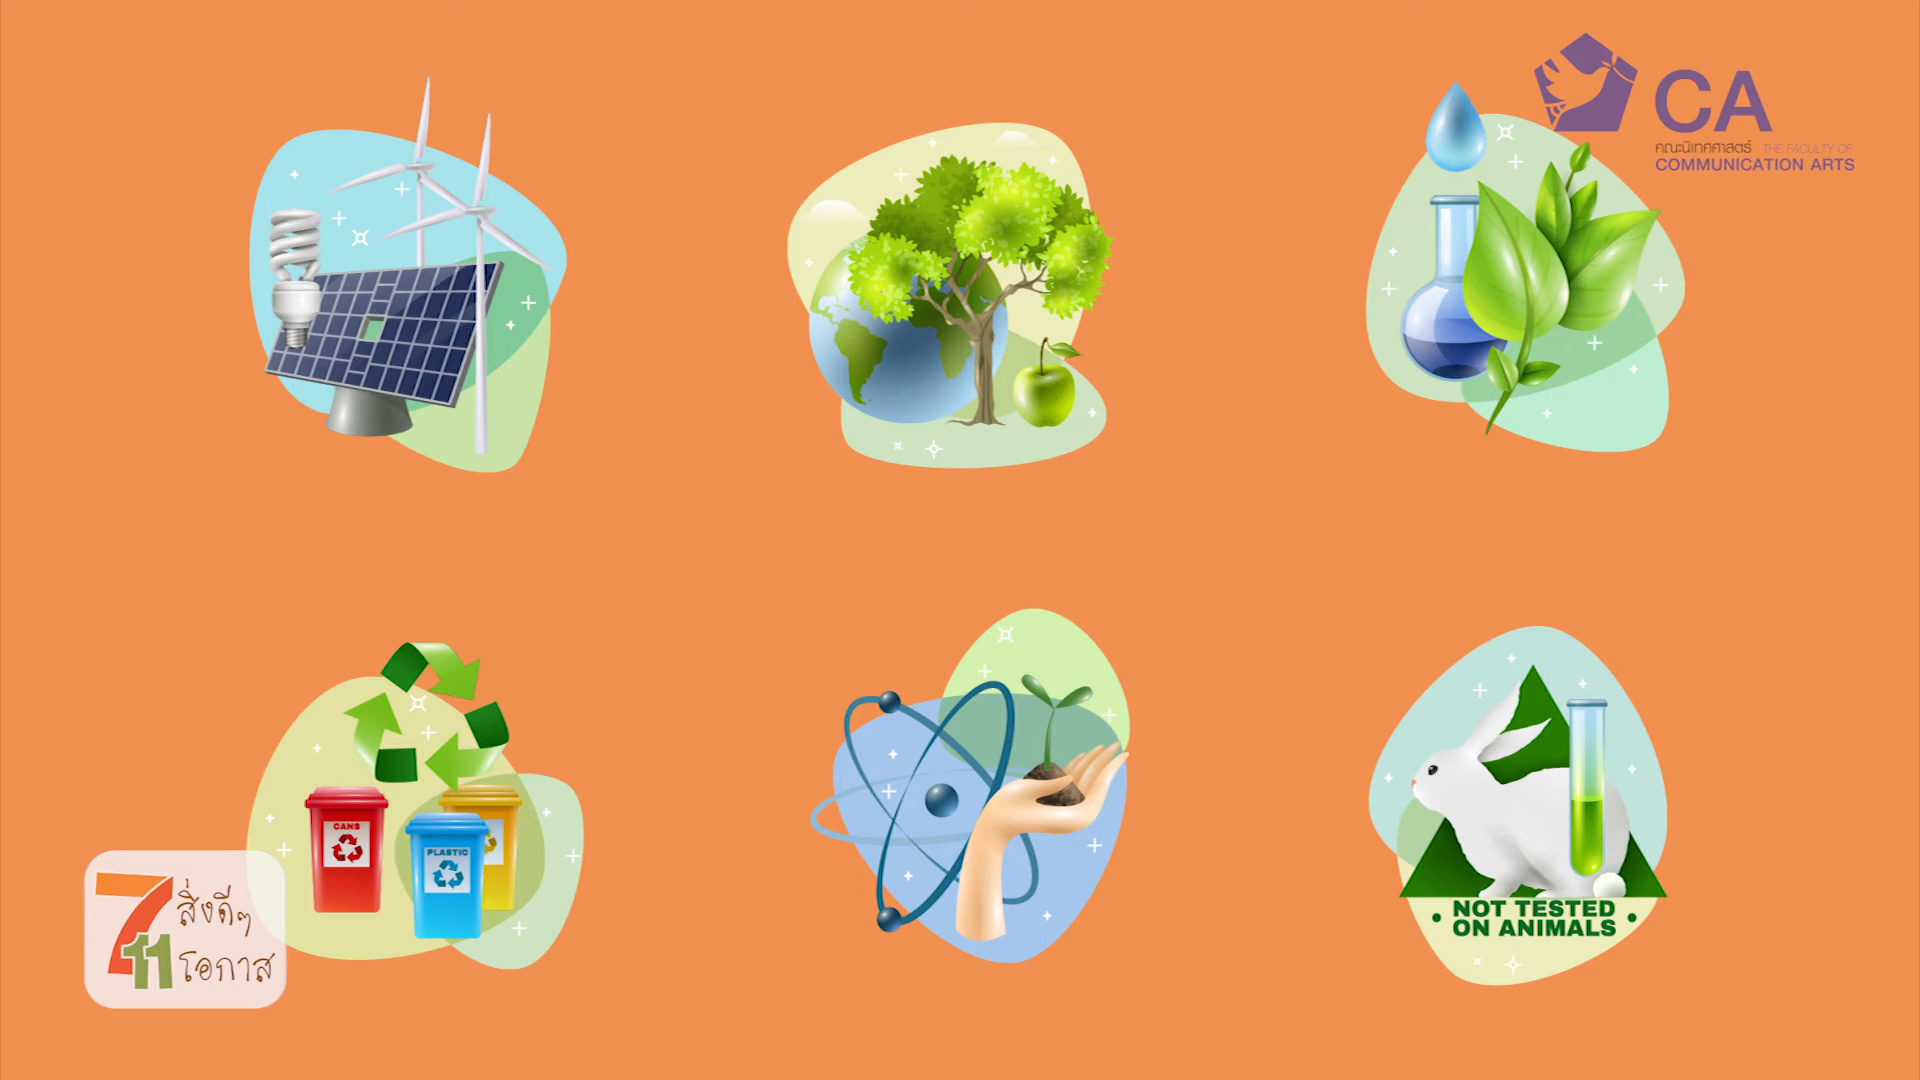 CA
คณะนิเทศศาสตร์ THE FACULTY OF
COMMUNICATION ARTS
CANS
PLASTIC
NOT TESTED
ON ANIMALS
7 สิ่งดีๆ
11 โอกาส